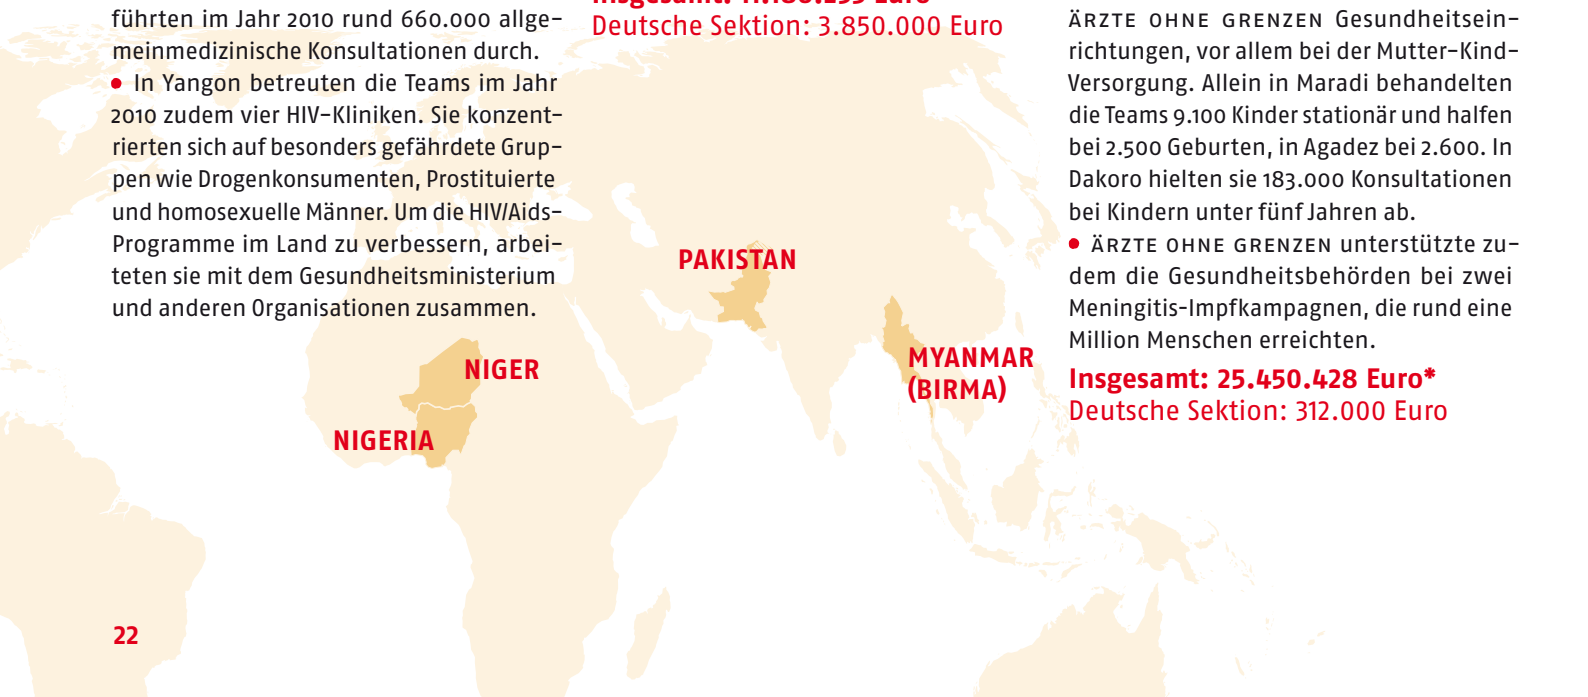 führten im Jahr 2010 rund 660.000 allge-
meinmedizinische Konsultationen durch.
• In Yangon betreuten die Teams im Jahr
2010 zudem vier HIV-Kliniken. Sie konzent-
rierten sich auf besonders gefährdete Grup-
pen wie Drogenkonsumenten, Prostituierte
und homosexuelle Männer. Um die HIV/Aids-
Programme im Land zu verbessern, arbei-
teten sie mit dem Gesundheitsministerium
und anderen Organisationen zusammen.
Deutsche Sektion: 3.850.000 Euro
ÄRZTE OHNE GRENZEN Gesundheitsein-
richtungen, vor allem bei der Mutter-Kind-
Versorgung. Allein in Maradi behandelten
die Teams 9.100 Kinder stationär und halfen
bei 2.500 Geburten, in Agadez bei 2.600. In
Dakoro hielten sie 183.000 Konsultationen
bei Kindern unter fünf Jahren ab.
• ÄRZTE OHNE GRENZEN unterstützte zu-
dem die Gesundheitsbehörden bei zwei
Meningitis-Impfkampagnen, die rund eine
Million Menschen erreichten.
Insgesamt: 25.450.428 Euro*
Deutsche Sektion: 312.000 Euro
PAKISTAN
MYANMAR
(BIRMA)
NIGER
NIGERIA
22